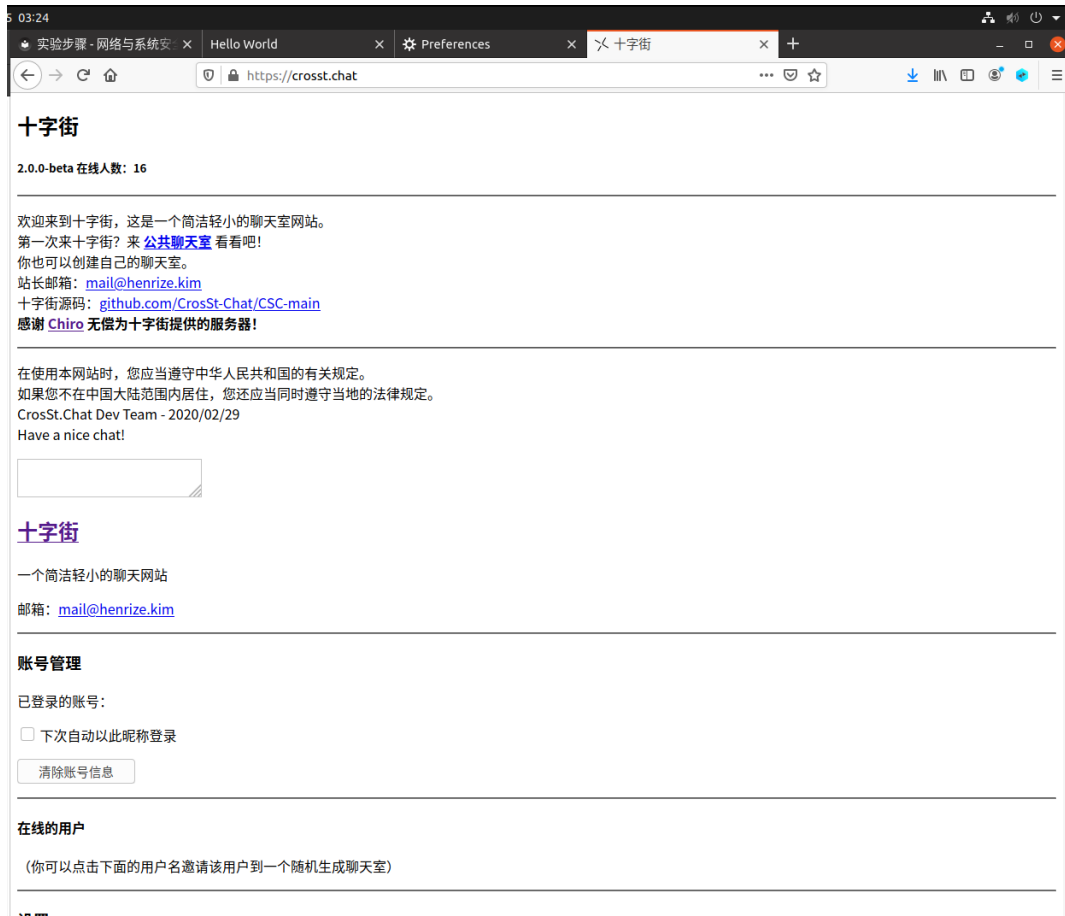 5 03:24
实验步骤 - 网络与系统安全
Hello World
Preferences
十字街
https://crosst.chat
十字街
2.0.0-beta 在线人数：16
欢迎来到十字街，这是一个简洁轻小的聊天室网站。
第一次来十字街？来 公共聊天室 看看吧！
你也可以创建自己的聊天室。
站长邮箱：mail@henrize.kim
十字街源码：github.com/CrosSt-Chat/CSC-main
感谢 Chiro 无偿为十字街提供的服务器！
在使用本网站时，您应当遵守中华人民共和国的有关规定。
如果您不在中国大陆范围内居住，您还应当同时遵守当地的法律规定。
CrosSt.Chat Dev Team - 2020/02/29
Have a nice chat!
十字街
一个简洁轻小的聊天网站
邮箱：mail@henrize.kim
账号管理
已登录的账号：
下次自动以此昵称登录
清除账号信息
在线的用户
（你可以点击下面的用户名邀请该用户到一个随机生成聊天室）